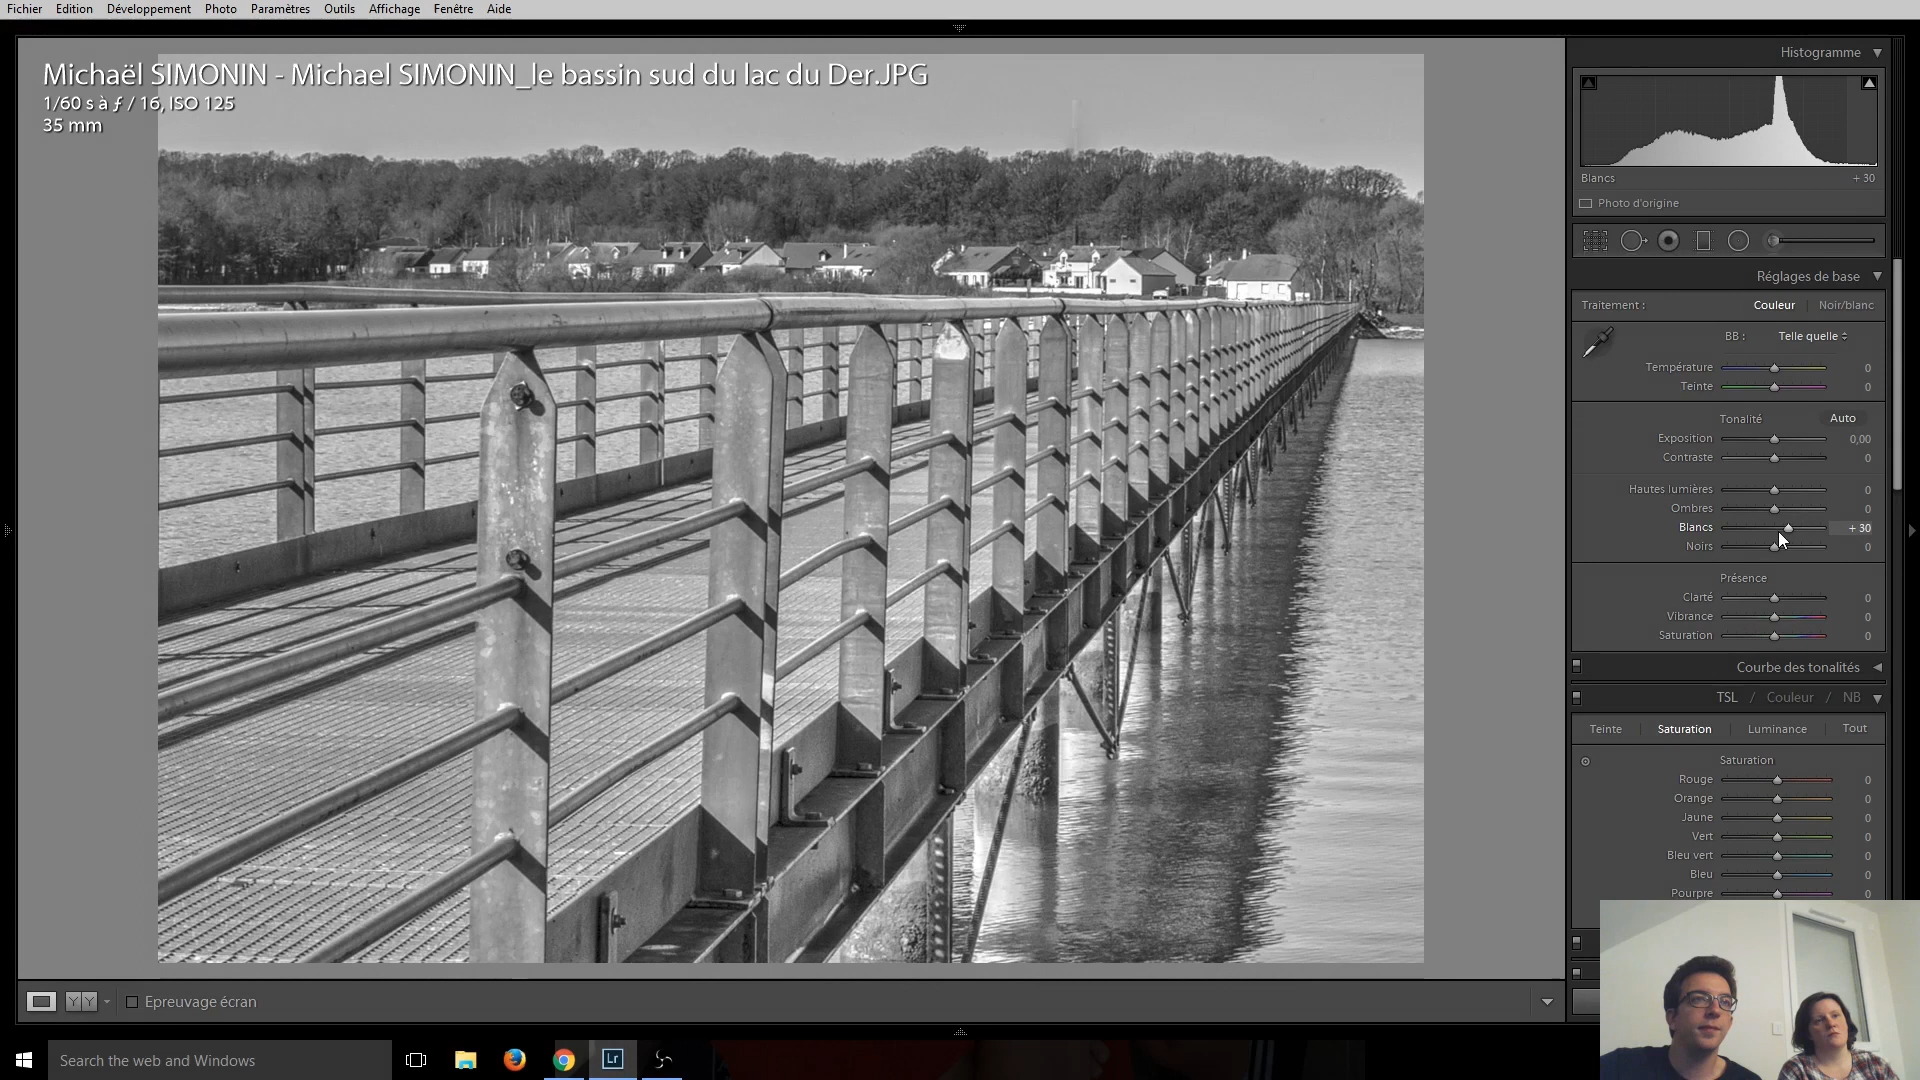 Fichier Edition Développement Photo Paramètres Outils Affichage Fenêtre Aide
Michaël SIMONIN - Michael SIMONIN_le bassin sud du lac du Der.JPG
1/60 s à ƒ / 16, ISO 125
35 mm
Histogramme
Blancs + 30
Photo d'origine
Réglages de base
Traitement : Couleur Noir/blanc
BB : Telle quelle
Température 0
Teinte 0
Tonalité Auto
Exposition 0,00
Contraste 0
Hautes lumières 0
Ombres 0
Blancs + 30
Noirs 0
Présence
Clarté 0
Vibrance 0
Saturation 0
Courbe des tonalités
TSL / Couleur / NB
Teinte Saturation Luminance Tout
Saturation
Rouge 0
Orange 0
Jaune 0
Vert 0
Bleu vert 0
Bleu 0
Pourpre 0
YY Epreuvage écran
Search the web and Windows
Lr